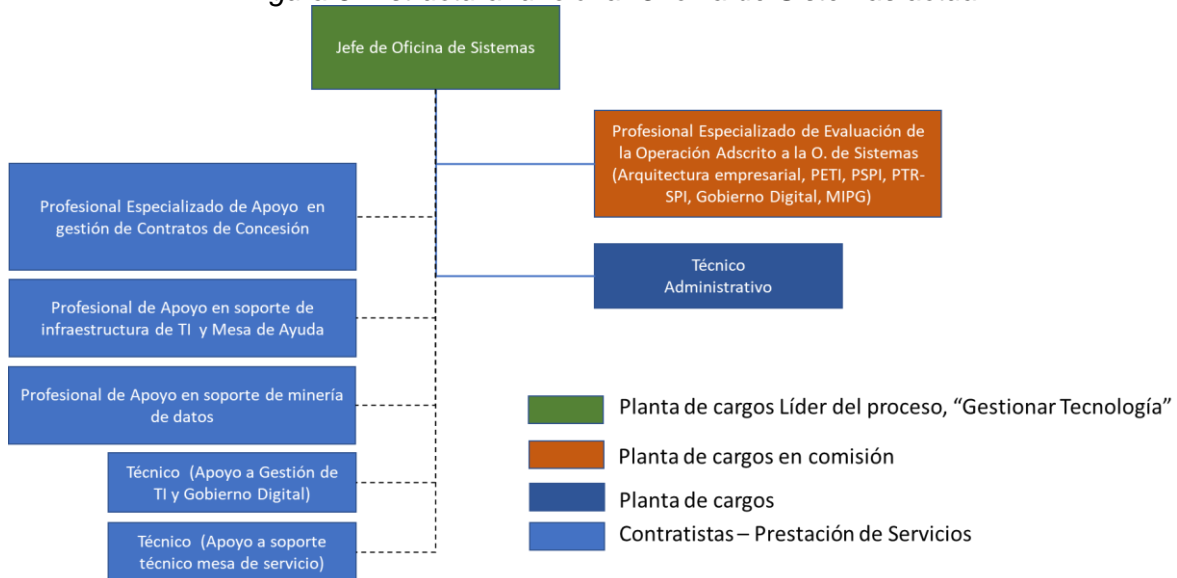 Jefe de Oficina de Sistemas
Profesional Especializado de Evaluación de
la Operación Adscrito a la O. de Sistemas
(Arquitectura empresarial, PETI, PSPI, PTR-
SPI, Gobierno Digital, MIPG)
Profesional Especializado de Apoyo en
gestión de Contratos de Concesión
Técnico
Administrativo
Profesional de Apoyo en soporte de
infraestructura de TI y Mesa de Ayuda
Profesional de Apoyo en soporte de minería
de datos
Técnico (Apoyo a Gestión de
TI y Gobierno Digital)
Técnico (Apoyo a soporte
técnico mesa de servicio)
Planta de cargos Líder del proceso, “Gestionar Tecnología”
Planta de cargos en comisión
Planta de cargos
Contratistas – Prestación de Servicios